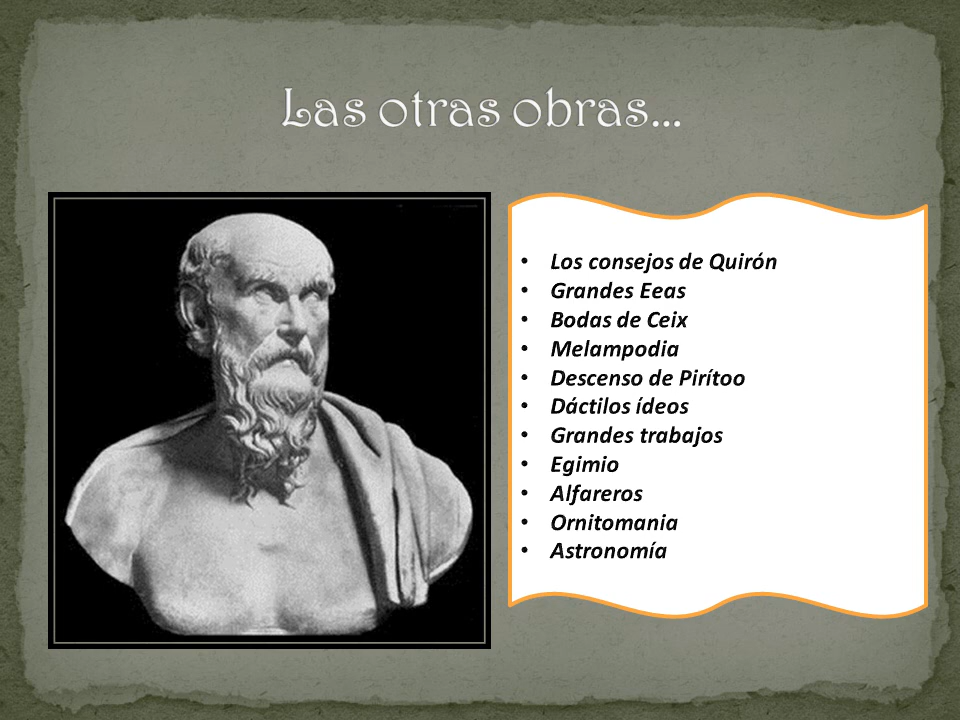 Las otras obras...
• Los consejos de Quirón
• Grandes Eeas
• Bodas de Ceix
• Melampodia
• Descenso de Pirítoo
• Dáctilos ídeos
• Grandes trabajos
• Egimio
• Alfareros
• Ornitomania
• Astronomía